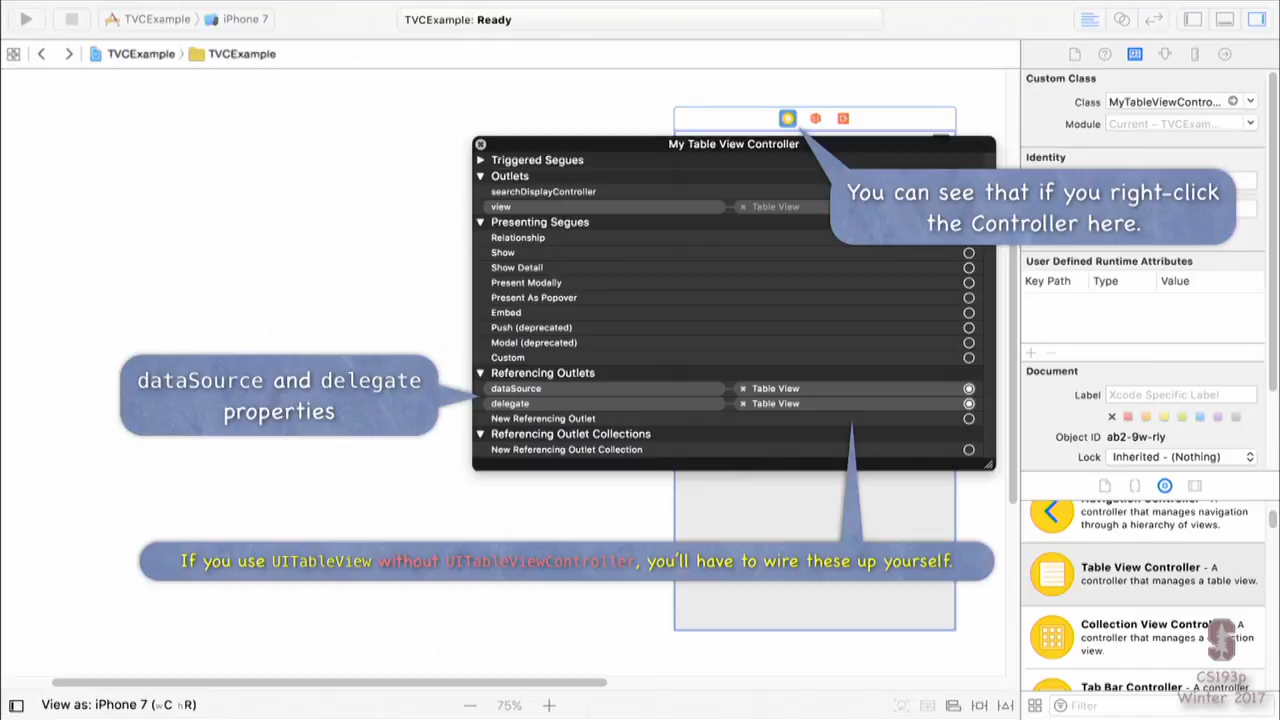 TVCExample
iPhone 7
TVCExample: Ready
TVCExample
TVCExample
Custom Class
Class MyTableViewContro...
Module Current – TVCExam...
Identity
My Table View Controller
Triggered Segues
Outlets
searchDisplayController
view Table View
Presenting Segues
Relationship
Show
Show Detail
Present Modally
Present As Popover
Embed
Push (deprecated)
Modal (deprecated)
Custom
Referencing Outlets
dataSource Table View
delegate Table View
New Referencing Outlet
Referencing Outlet Collections
New Referencing Outlet Collection
You can see that if you right-click
the Controller here.
dataSource and delegate
properties
If you use UITableView without UITableViewController, you'll have to wire these up yourself.
User Defined Runtime Attributes
Key Path Type Value
Document
Label Xcode Specific Label
Object ID ab2-9w-rly
Lock Inherited - (Nothing)
controller that manages navigation
through a hierarchy of views.
Table View Controller - A
controller that manages a table view.
Collection View Contro A
controller that manages a
view.
Tab Bar Controller - A
CS193p
Winter 2017
View as: iPhone 7 (wC hR)
75%
Filter